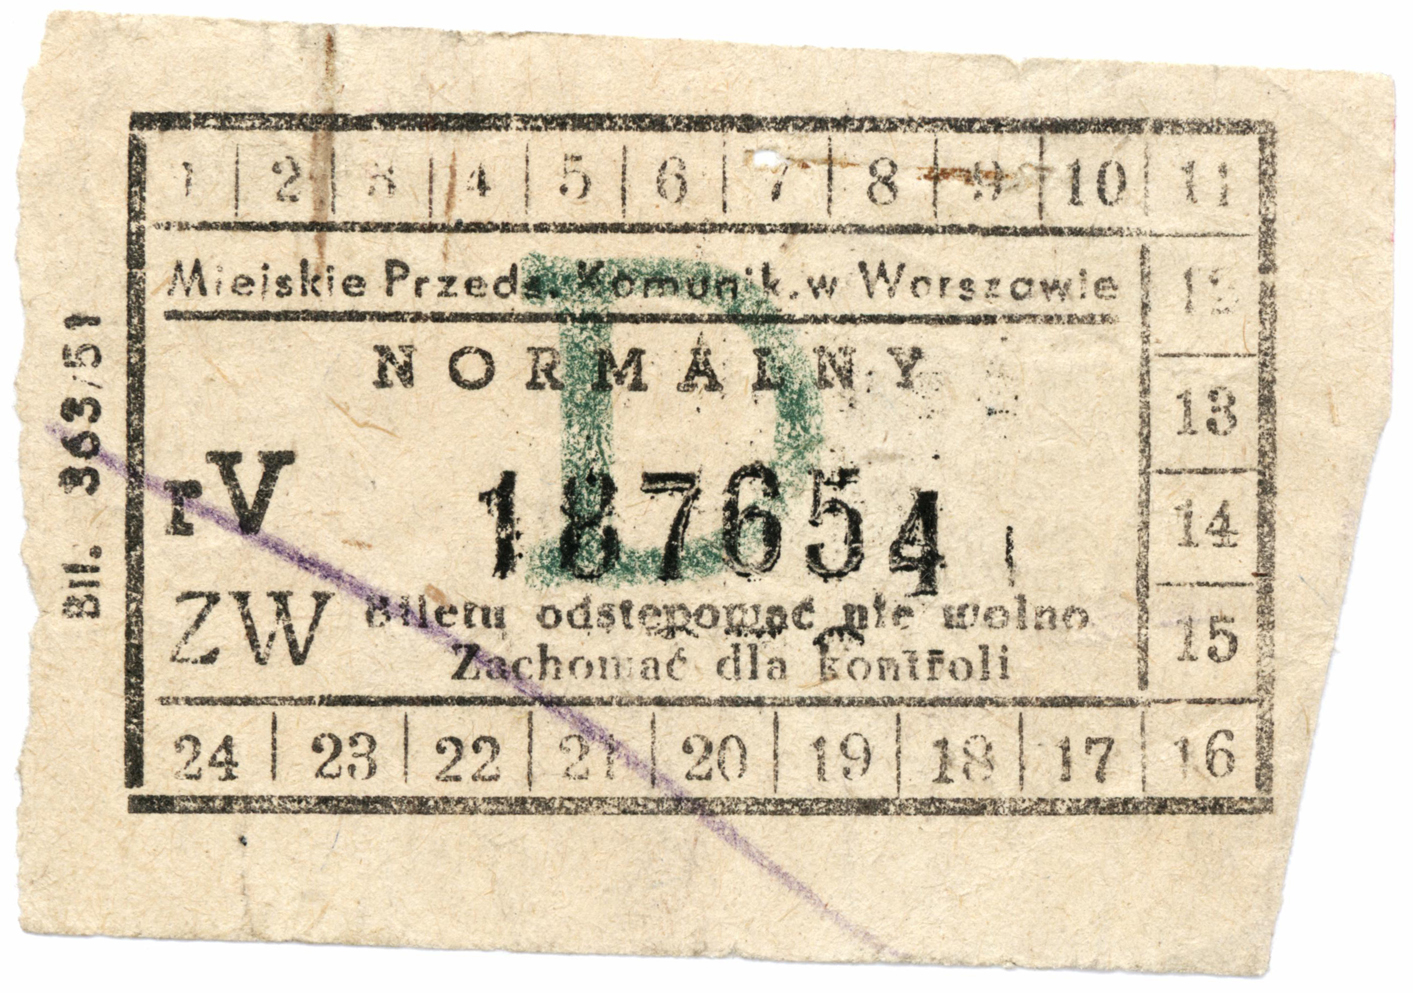 1 2 3 4 5 6 7 8 9 10 11
Miejskie Przeds. Komunik.w Warszawie
12
NORMALNY
D
13
rV
187654
14
ZW
Biletu odstępować nie wolno
Zachować dla kontroli
15
24 23 22 21 20 19 18 17 16
Bil. 363/51